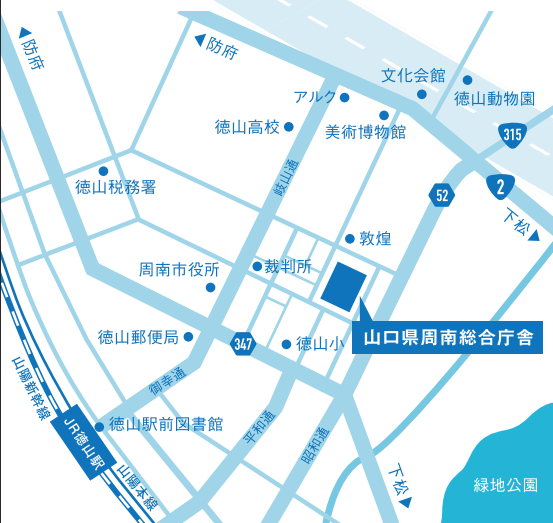 防府
防府
文化会館
アルク
徳山動物園
徳山高校
美術博物館
315
岐山通
徳山税務署
52
2
下松
敦煌
周南市役所
裁判所
山口県周南総合庁舎
徳山郵便局
347
徳山小
山陽新幹線
御幸通
徳山駅前図書館
平和通
昭和通
JR徳山駅
山陽本線
下松
緑地公園